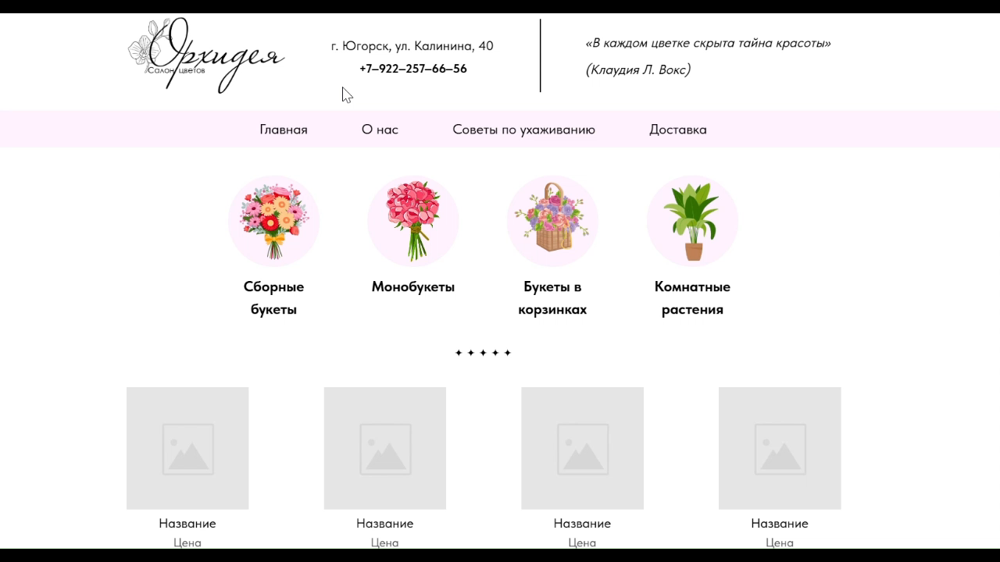 Орхидея
Салон цветов
г. Югорск, ул. Калинина, 40
+7‒922‒257‒66‒56
«В каждом цветке скрыта тайна красоты»
(Клаудия Л. Вокс)
Главная О нас Советы по ухаживанию Доставка
Сборные
букеты
Монобукеты
Букеты в
корзинках
Комнатные
растения
Название Название Название Название
Цена Цена Цена Цена